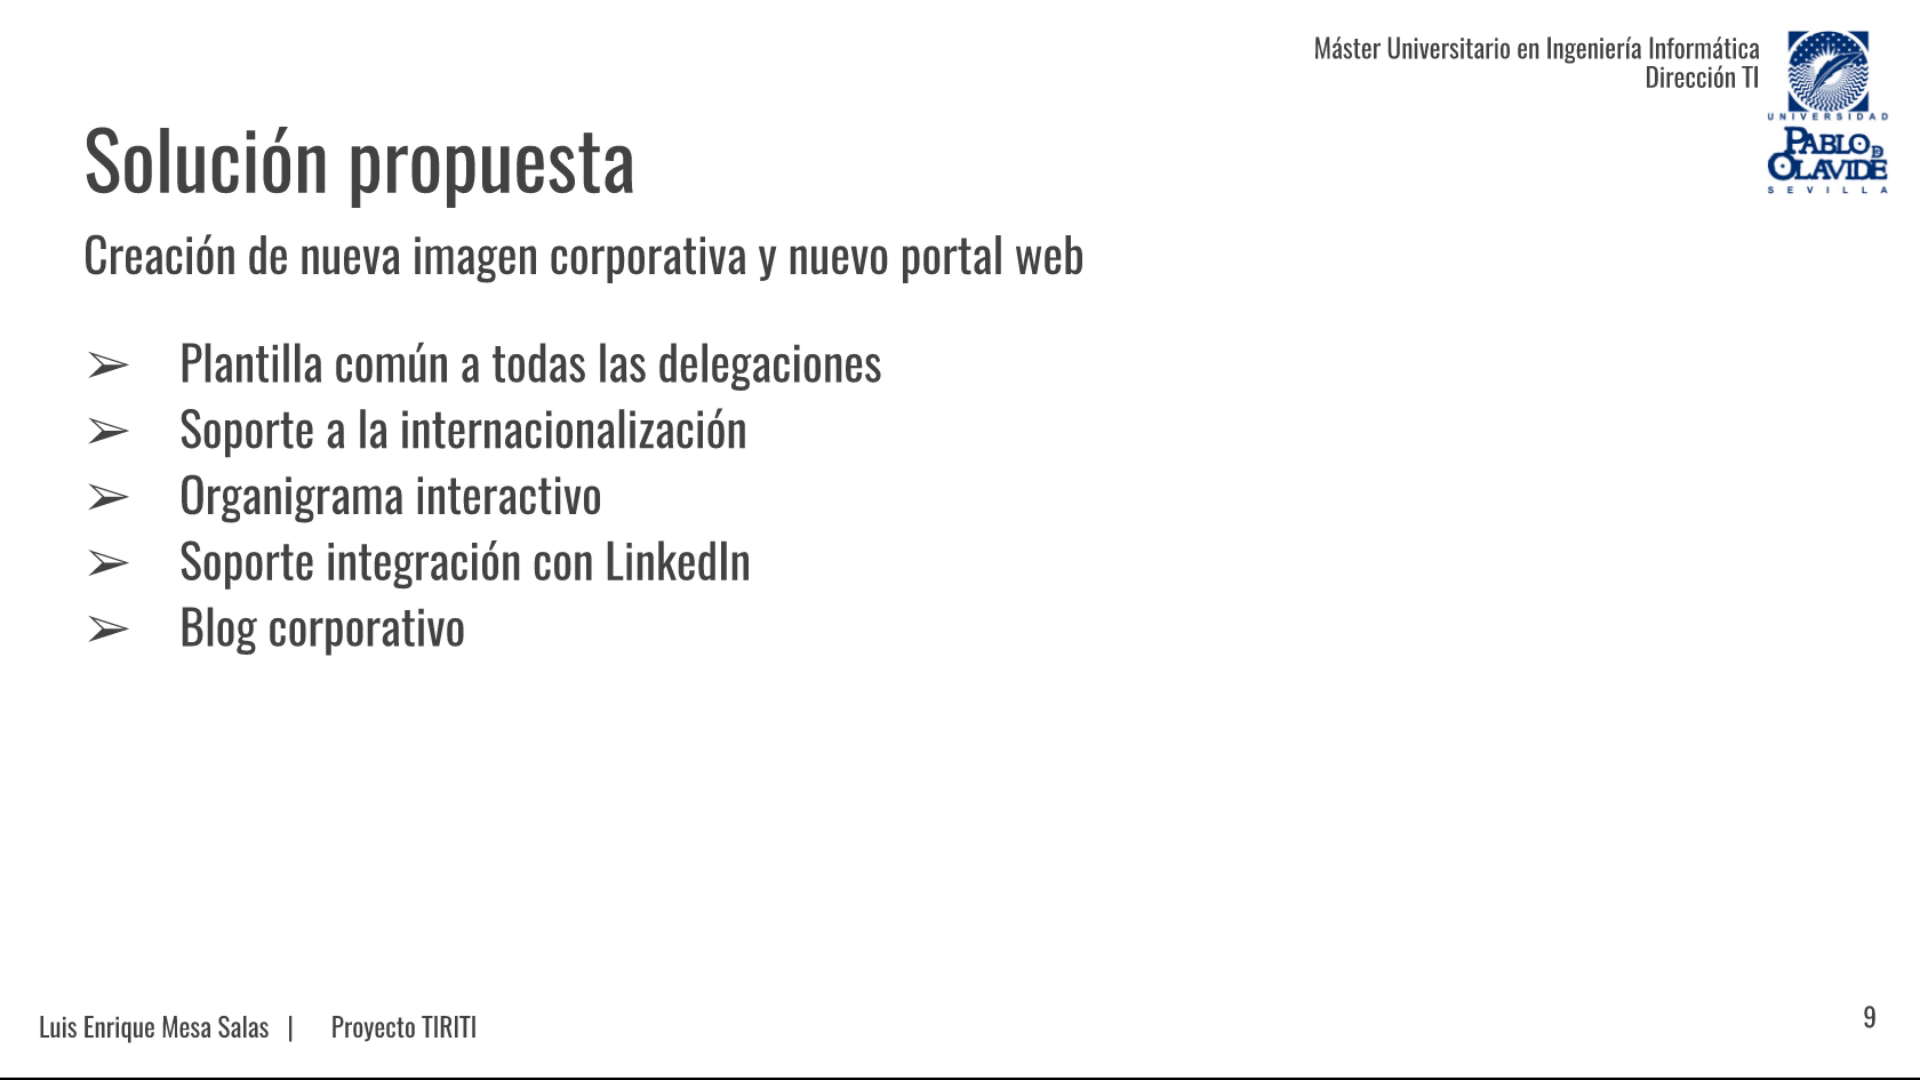 Máster Universitario en Ingeniería Informática
Dirección TI
UNIVERSIDAD
PABLO DE
OLAVIDE
SEVILLA
Solución propuesta
Creación de nueva imagen corporativa y nuevo portal web
➢ Plantilla común a todas las delegaciones
➢ Soporte a la internacionalización
➢ Organigrama interactivo
➢ Soporte integración con LinkedIn
➢ Blog corporativo
Luis Enrique Mesa Salas | Proyecto TIRITI
9